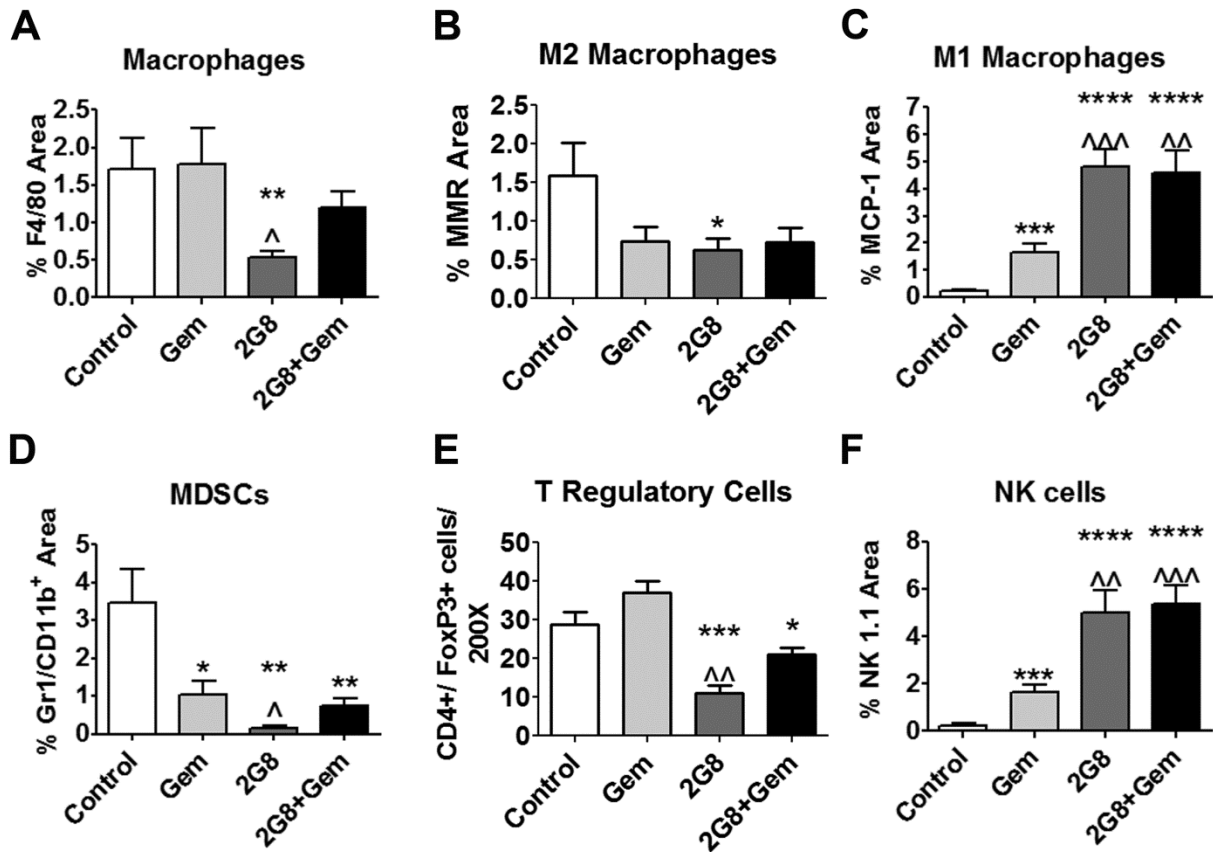 A
Macrophages
% F4/80 Area
2.5
2.0
1.5
1.0
0.5
0.0
**
^
Control
Gem
2G8
2G8+Gem
B
M2 Macrophages
% MMR Area
2.5
2.0
1.5
1.0
0.5
0.0
*
Control
Gem
2G8
2G8+Gem
C
M1 Macrophages
% MCP-1 Area
7
6
5
4
3
2
1
0
***
****
^^^
****
^^
Control
Gem
2G8
2G8+Gem
D
MDSCs
% Gr1/CD11b+ Area
5
4
3
2
1
0
*
**
^
**
Control
Gem
2G8
2G8+Gem
E
T Regulatory Cells
CD4+/ FoxP3+ cells/
200X
50
40
30
20
10
0
***
^^
*
Control
Gem
2G8
2G8+Gem
F
NK cells
% NK 1.1 Area
8
6
4
2
0
***
****
^^
****
^^^
Control
Gem
2G8
2G8+Gem